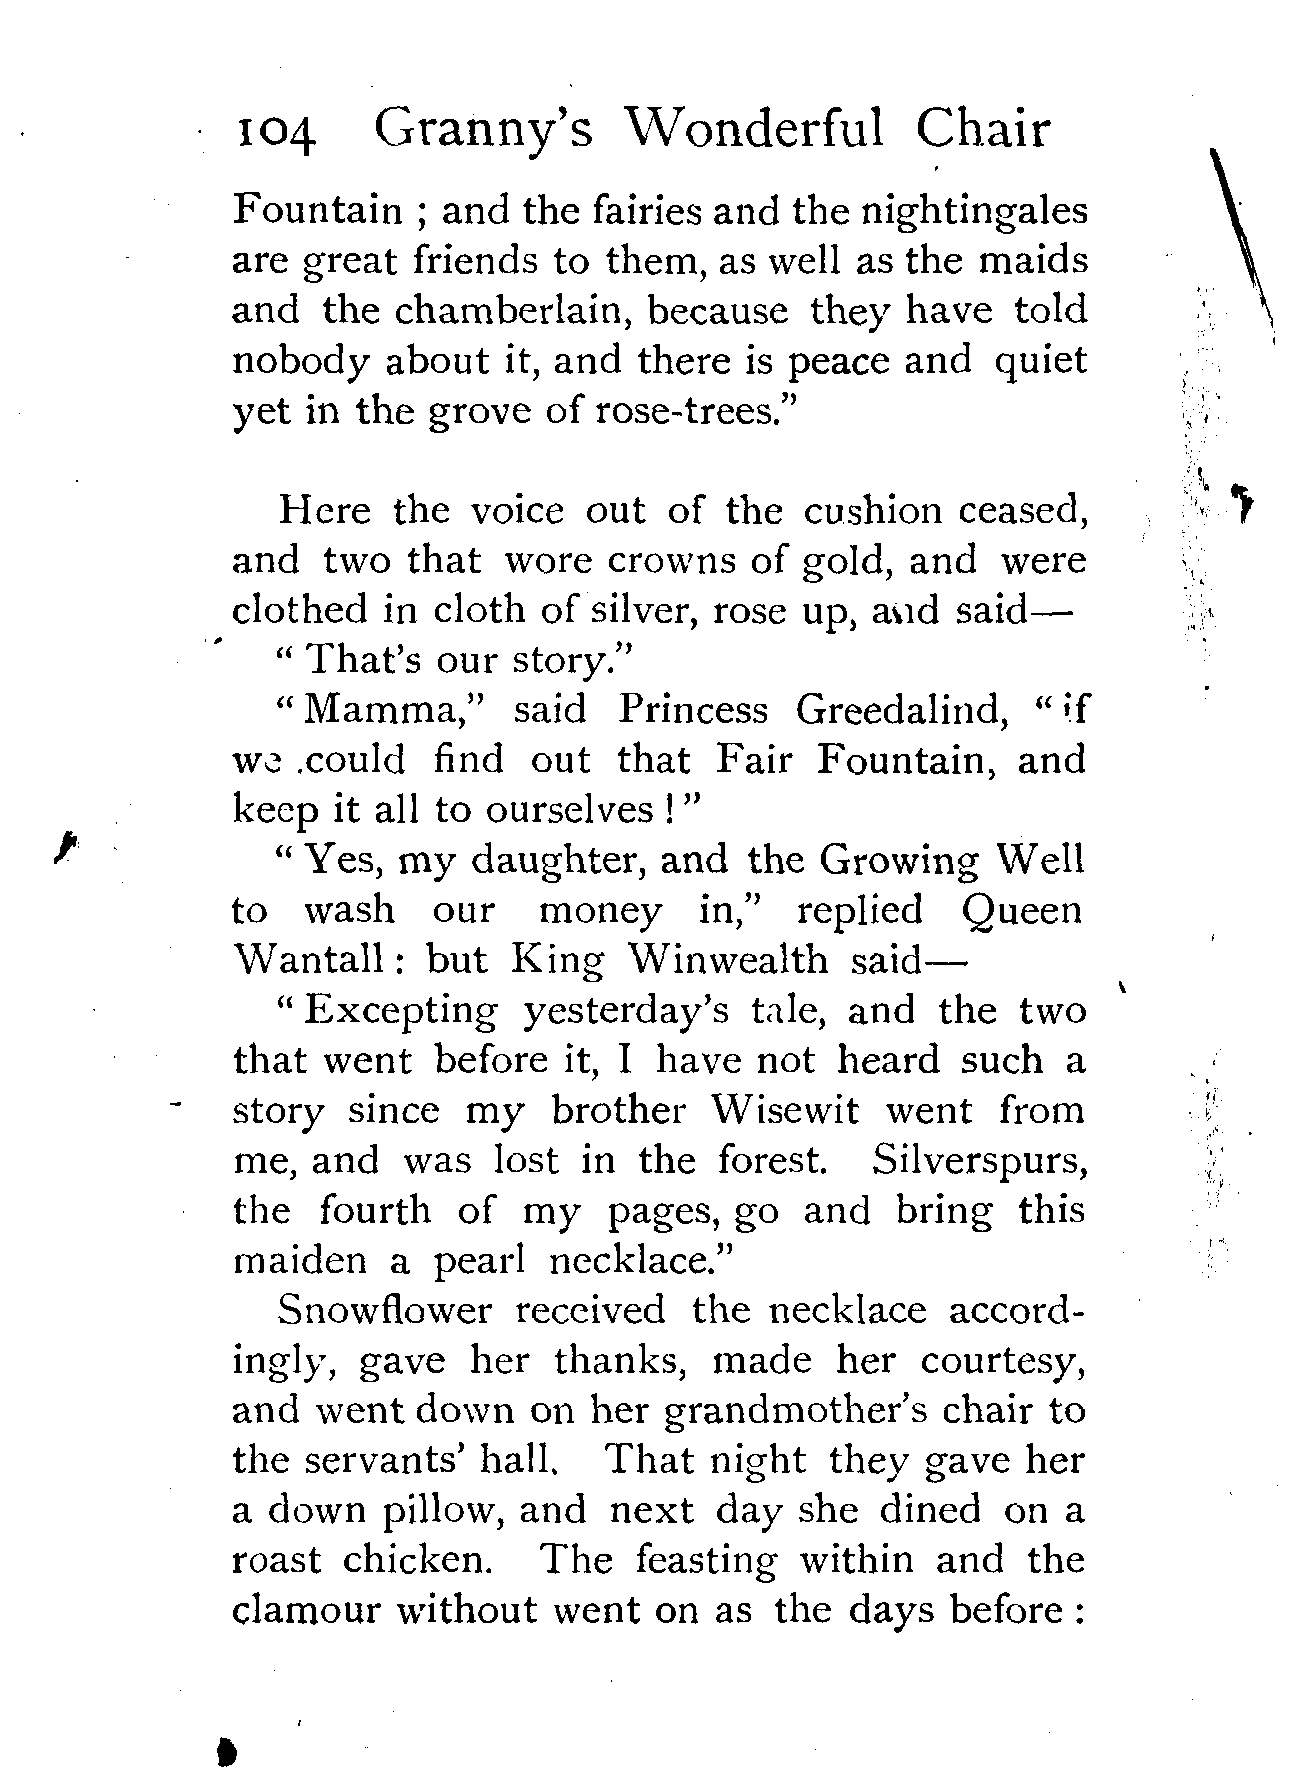 104 Granny's Wonderful Chair
Fountain ; and the fairies and the nightingales
are great friends to them, as well as the maids
and the chamberlain, because they have told
nobody about it, and there is peace and quiet
yet in the grove of rose-trees."
Here the voice out of the cushion ceased,
and two that wore crowns of gold, and were
clothed in cloth of silver, rose up, and said—
" That's our story."
" Mamma," said Princess Greedalind, " if
we could find out that Fair Fountain, and
keep it all to ourselves ! "
" Yes, my daughter, and the Growing Well
to wash our money in," replied Queen
Wantall : but King Winwealth said—
" Excepting yesterday's tale, and the two
that went before it, I have not heard such a
story since my brother Wisewit went from
me, and was lost in the forest. Silverspurs,
the fourth of my pages, go and bring this
maiden a pearl necklace."
Snowflower received the necklace accord-
ingly, gave her thanks, made her courtesy,
and went down on her grandmother's chair to
the servants' hall. That night they gave her
a down pillow, and next day she dined on a
roast chicken. The feasting within and the
clamour without went on as the days before :